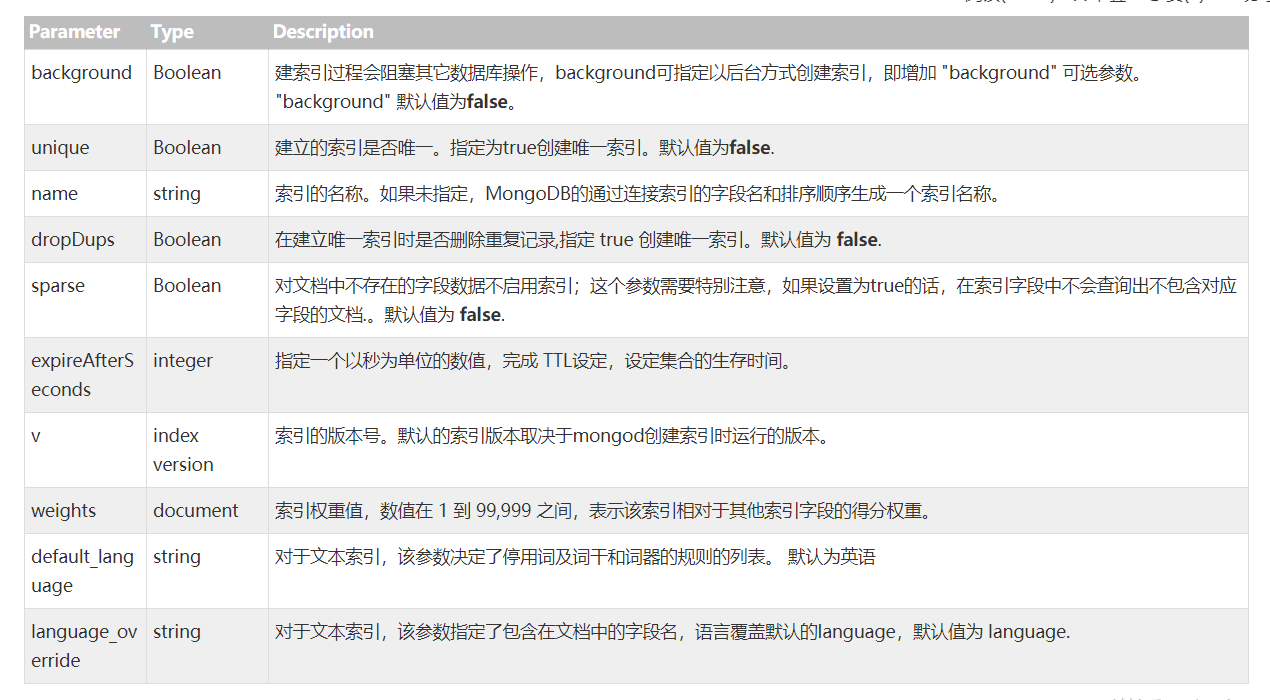 Parameter Type Description
background Boolean 建索引过程会阻塞其它数据库操作，background可指定以后台方式创建索引，即增加 "background" 可选参数。
"background" 默认值为false。
unique Boolean 建立的索引是否唯一。指定为true创建唯一索引。默认值为false.
name string 索引的名称。如果未指定，MongoDB的通过连接索引的字段名和排序顺序生成一个索引名称。
dropDups Boolean 在建立唯一索引时是否删除重复记录,指定 true 创建唯一索引。默认值为 false.
sparse Boolean 对文档中不存在的字段数据不启用索引；这个参数需要特别注意，如果设置为true的话，在索引字段中不会查询出不包含对应
字段的文档.。默认值为 false.
expireAfterS integer 指定一个以秒为单位的数值，完成 TTL设定，设定集合的生存时间。
econds
v index 索引的版本号。默认的索引版本取决于mongod创建索引时运行的版本。
version
weights document 索引权重值，数值在 1 到 99,999 之间，表示该索引相对于其他索引字段的得分权重。
default_lang string 对于文本索引，该参数决定了停用词及词干和词器的规则的列表。 默认为英语
uage
language_ov string 对于文本索引，该参数指定了包含在文档中的字段名，语言覆盖默认的language，默认值为 language.
erride